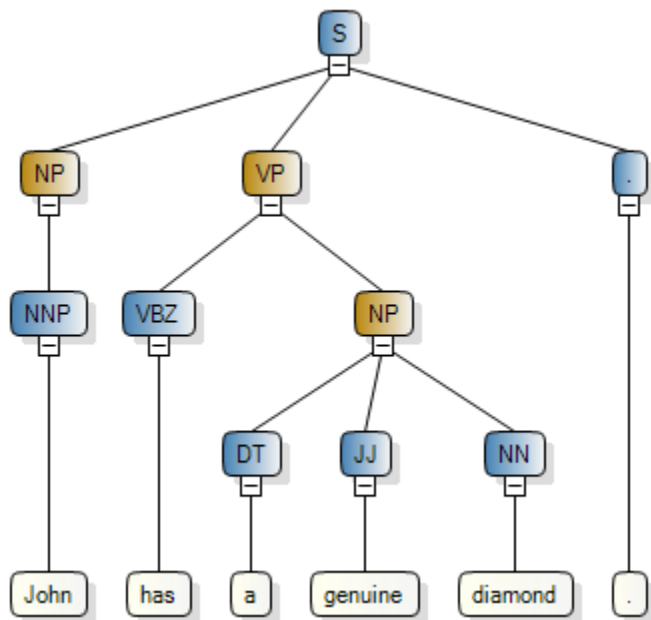 S
NP VP .
NNP VBZ NP
DT JJ NN
John has a genuine diamond .